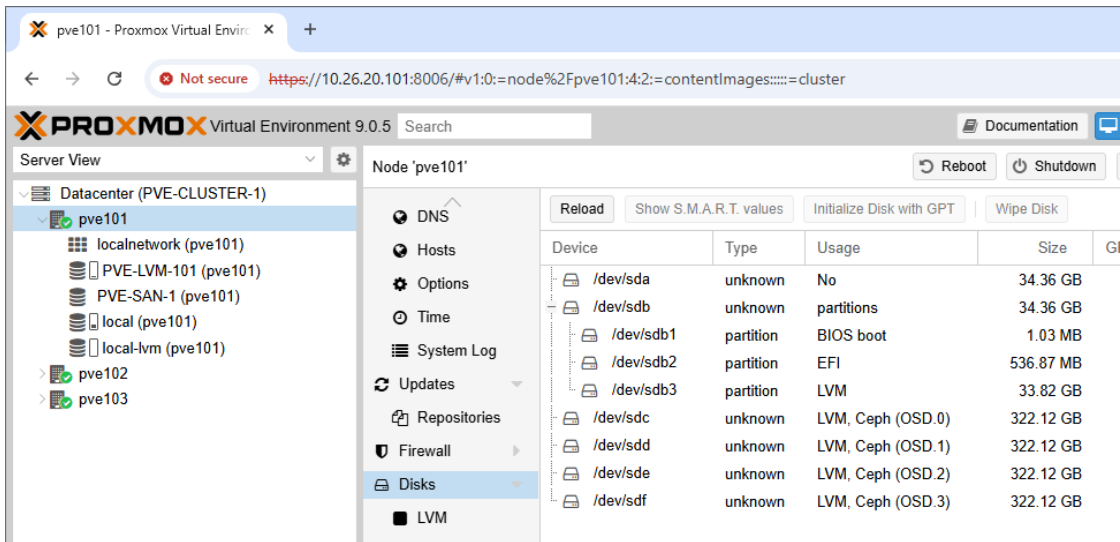 pve101 - Proxmox Virtual Envirc
Not secure https://10.26.20.101:8006/#v1:0:=node%2Fpve101:4:2:=contentImages:::::=cluster
PROXMOX Virtual Environment 9.0.5 Search Documentation
Server View
Node 'pve101' Reboot Shutdown
Datacenter (PVE-CLUSTER-1)
pve101
localnetwork (pve101)
PVE-LVM-101 (pve101)
PVE-SAN-1 (pve101)
local (pve101)
local-lvm (pve101)
pve102
pve103
DNS
Hosts
Options
Time
System Log
Updates
Repositories
Firewall
Disks
LVM
Reload Show S.M.A.R.T. values Initialize Disk with GPT Wipe Disk
Device Type Usage Size
/dev/sda unknown No 34.36 GB
/dev/sdb unknown partitions 34.36 GB
/dev/sdb1 partition BIOS boot 1.03 MB
/dev/sdb2 partition EFI 536.87 MB
/dev/sdb3 partition LVM 33.82 GB
/dev/sdc unknown LVM, Ceph (OSD.0) 322.12 GB
/dev/sdd unknown LVM, Ceph (OSD.1) 322.12 GB
/dev/sde unknown LVM, Ceph (OSD.2) 322.12 GB
/dev/sdf unknown LVM, Ceph (OSD.3) 322.12 GB